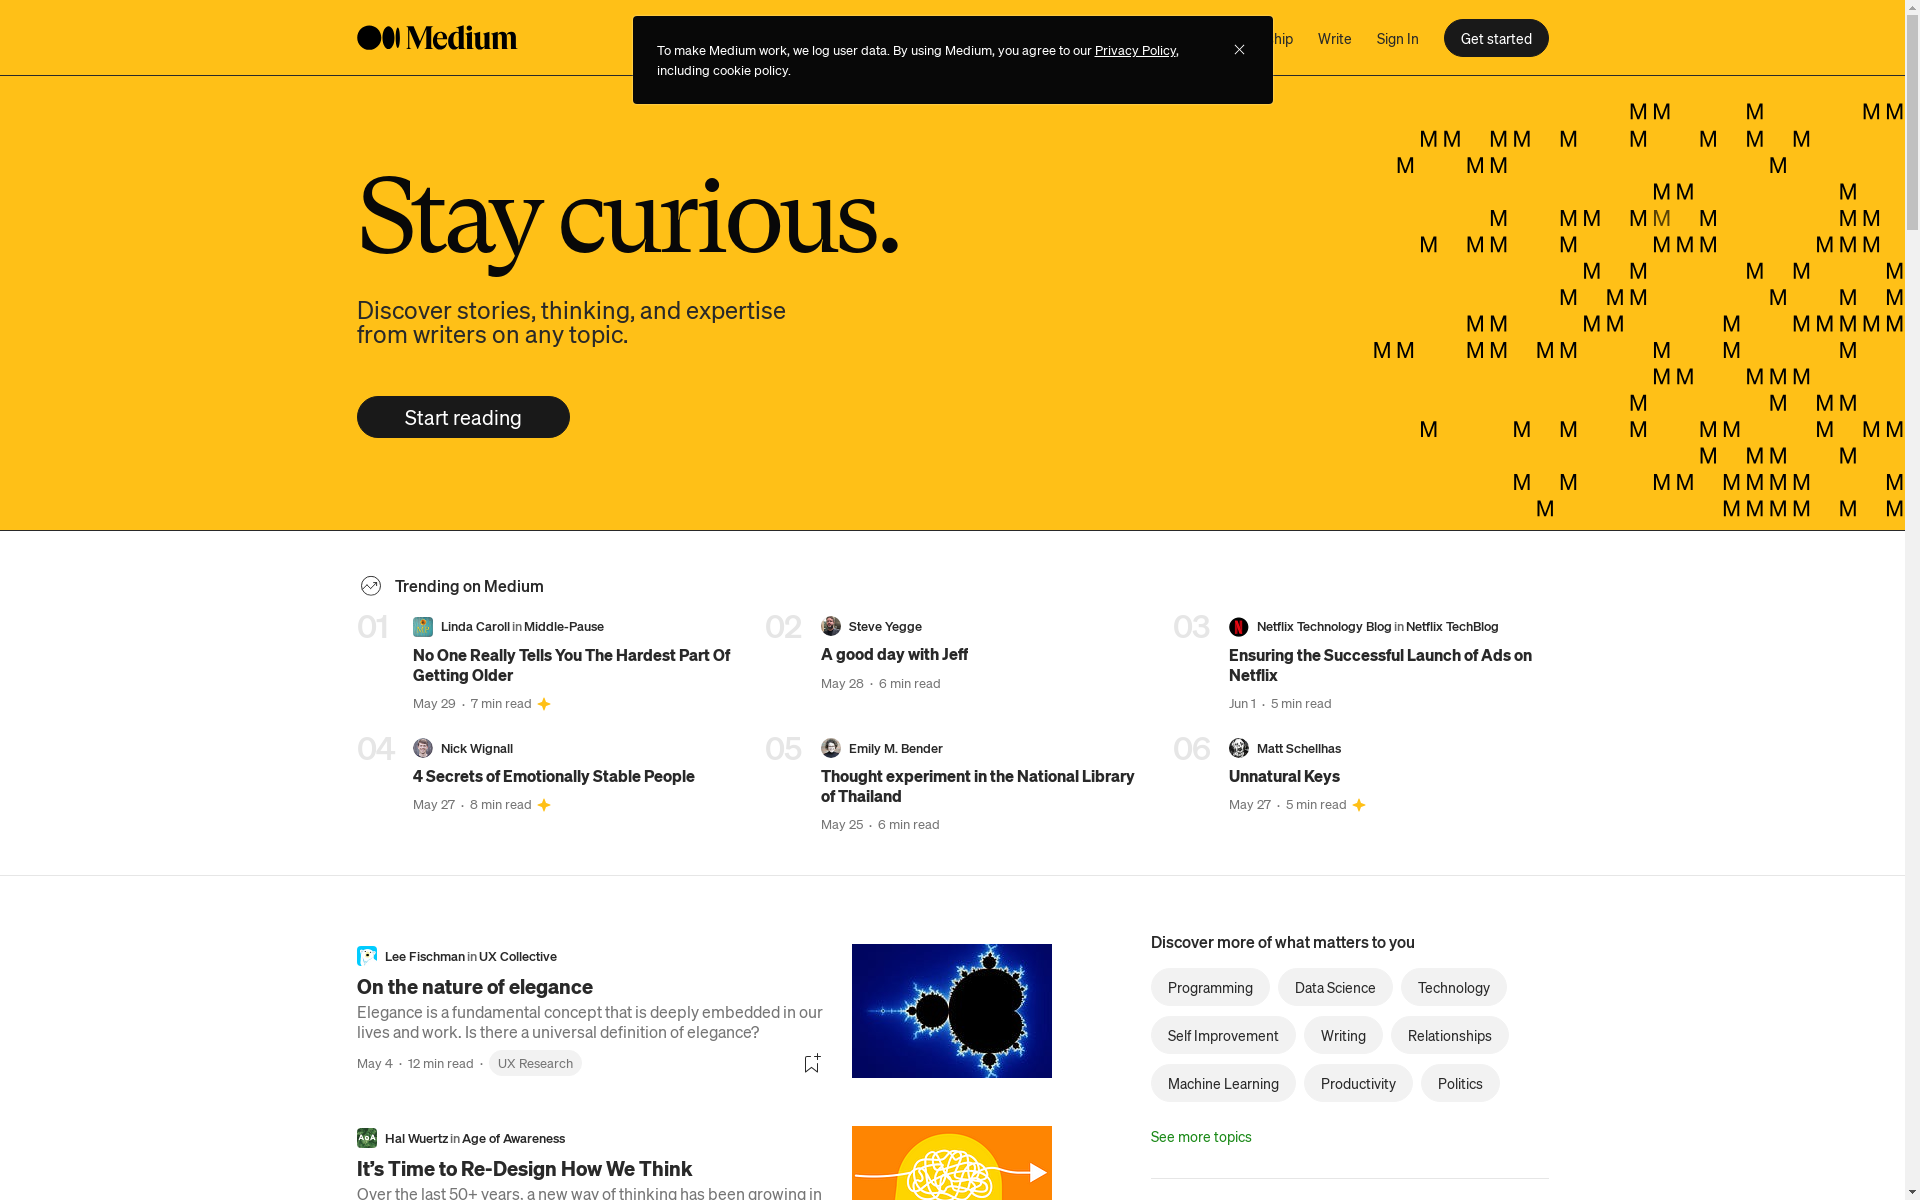 Medium
To make Medium work, we log user data. By using Medium, you agree to our Privacy Policy,
including cookie policy.
Write
Sign In
Get started
M M M M M
M M M M M M M M M
M M M M
M M M
M M M M M M M M
M M M M M M M M M M
M M M M M
M M M M M M
M M M M M M M M M M
M M M M M M M M M
M M M M M
M M M M
M M M M M M M M M
M M M M
M M M M M M M M M
M M M M M M M
Stay curious.
Discover stories, thinking, and expertise
from writers on any topic.
Start reading
Trending on Medium
01
Linda Caroll in Middle-Pause
No One Really Tells You The Hardest Part Of
Getting Older
May 29 · 7 min read
02
Steve Yegge
A good day with Jeff
May 28 · 6 min read
03
Netflix Technology Blog in Netflix TechBlog
Ensuring the Successful Launch of Ads on
Netflix
Jun 1 · 5 min read
04
Nick Wignall
4 Secrets of Emotionally Stable People
May 27 · 8 min read
05
Emily M. Bender
Thought experiment in the National Library
of Thailand
May 25 · 6 min read
06
Matt Schellhas
Unnatural Keys
May 27 · 5 min read
Lee Fischman in UX Collective
On the nature of elegance
Elegance is a fundamental concept that is deeply embedded in our
lives and work. Is there a universal definition of elegance?
May 4 · 12 min read · UX Research
Hal Wuertz in Age of Awareness
It’s Time to Re-Design How We Think
Over the last 50+ years, a new way of thinking has been growing in
Discover more of what matters to you
Programming
Data Science
Technology
Self Improvement
Writing
Relationships
Machine Learning
Productivity
Politics
See more topics